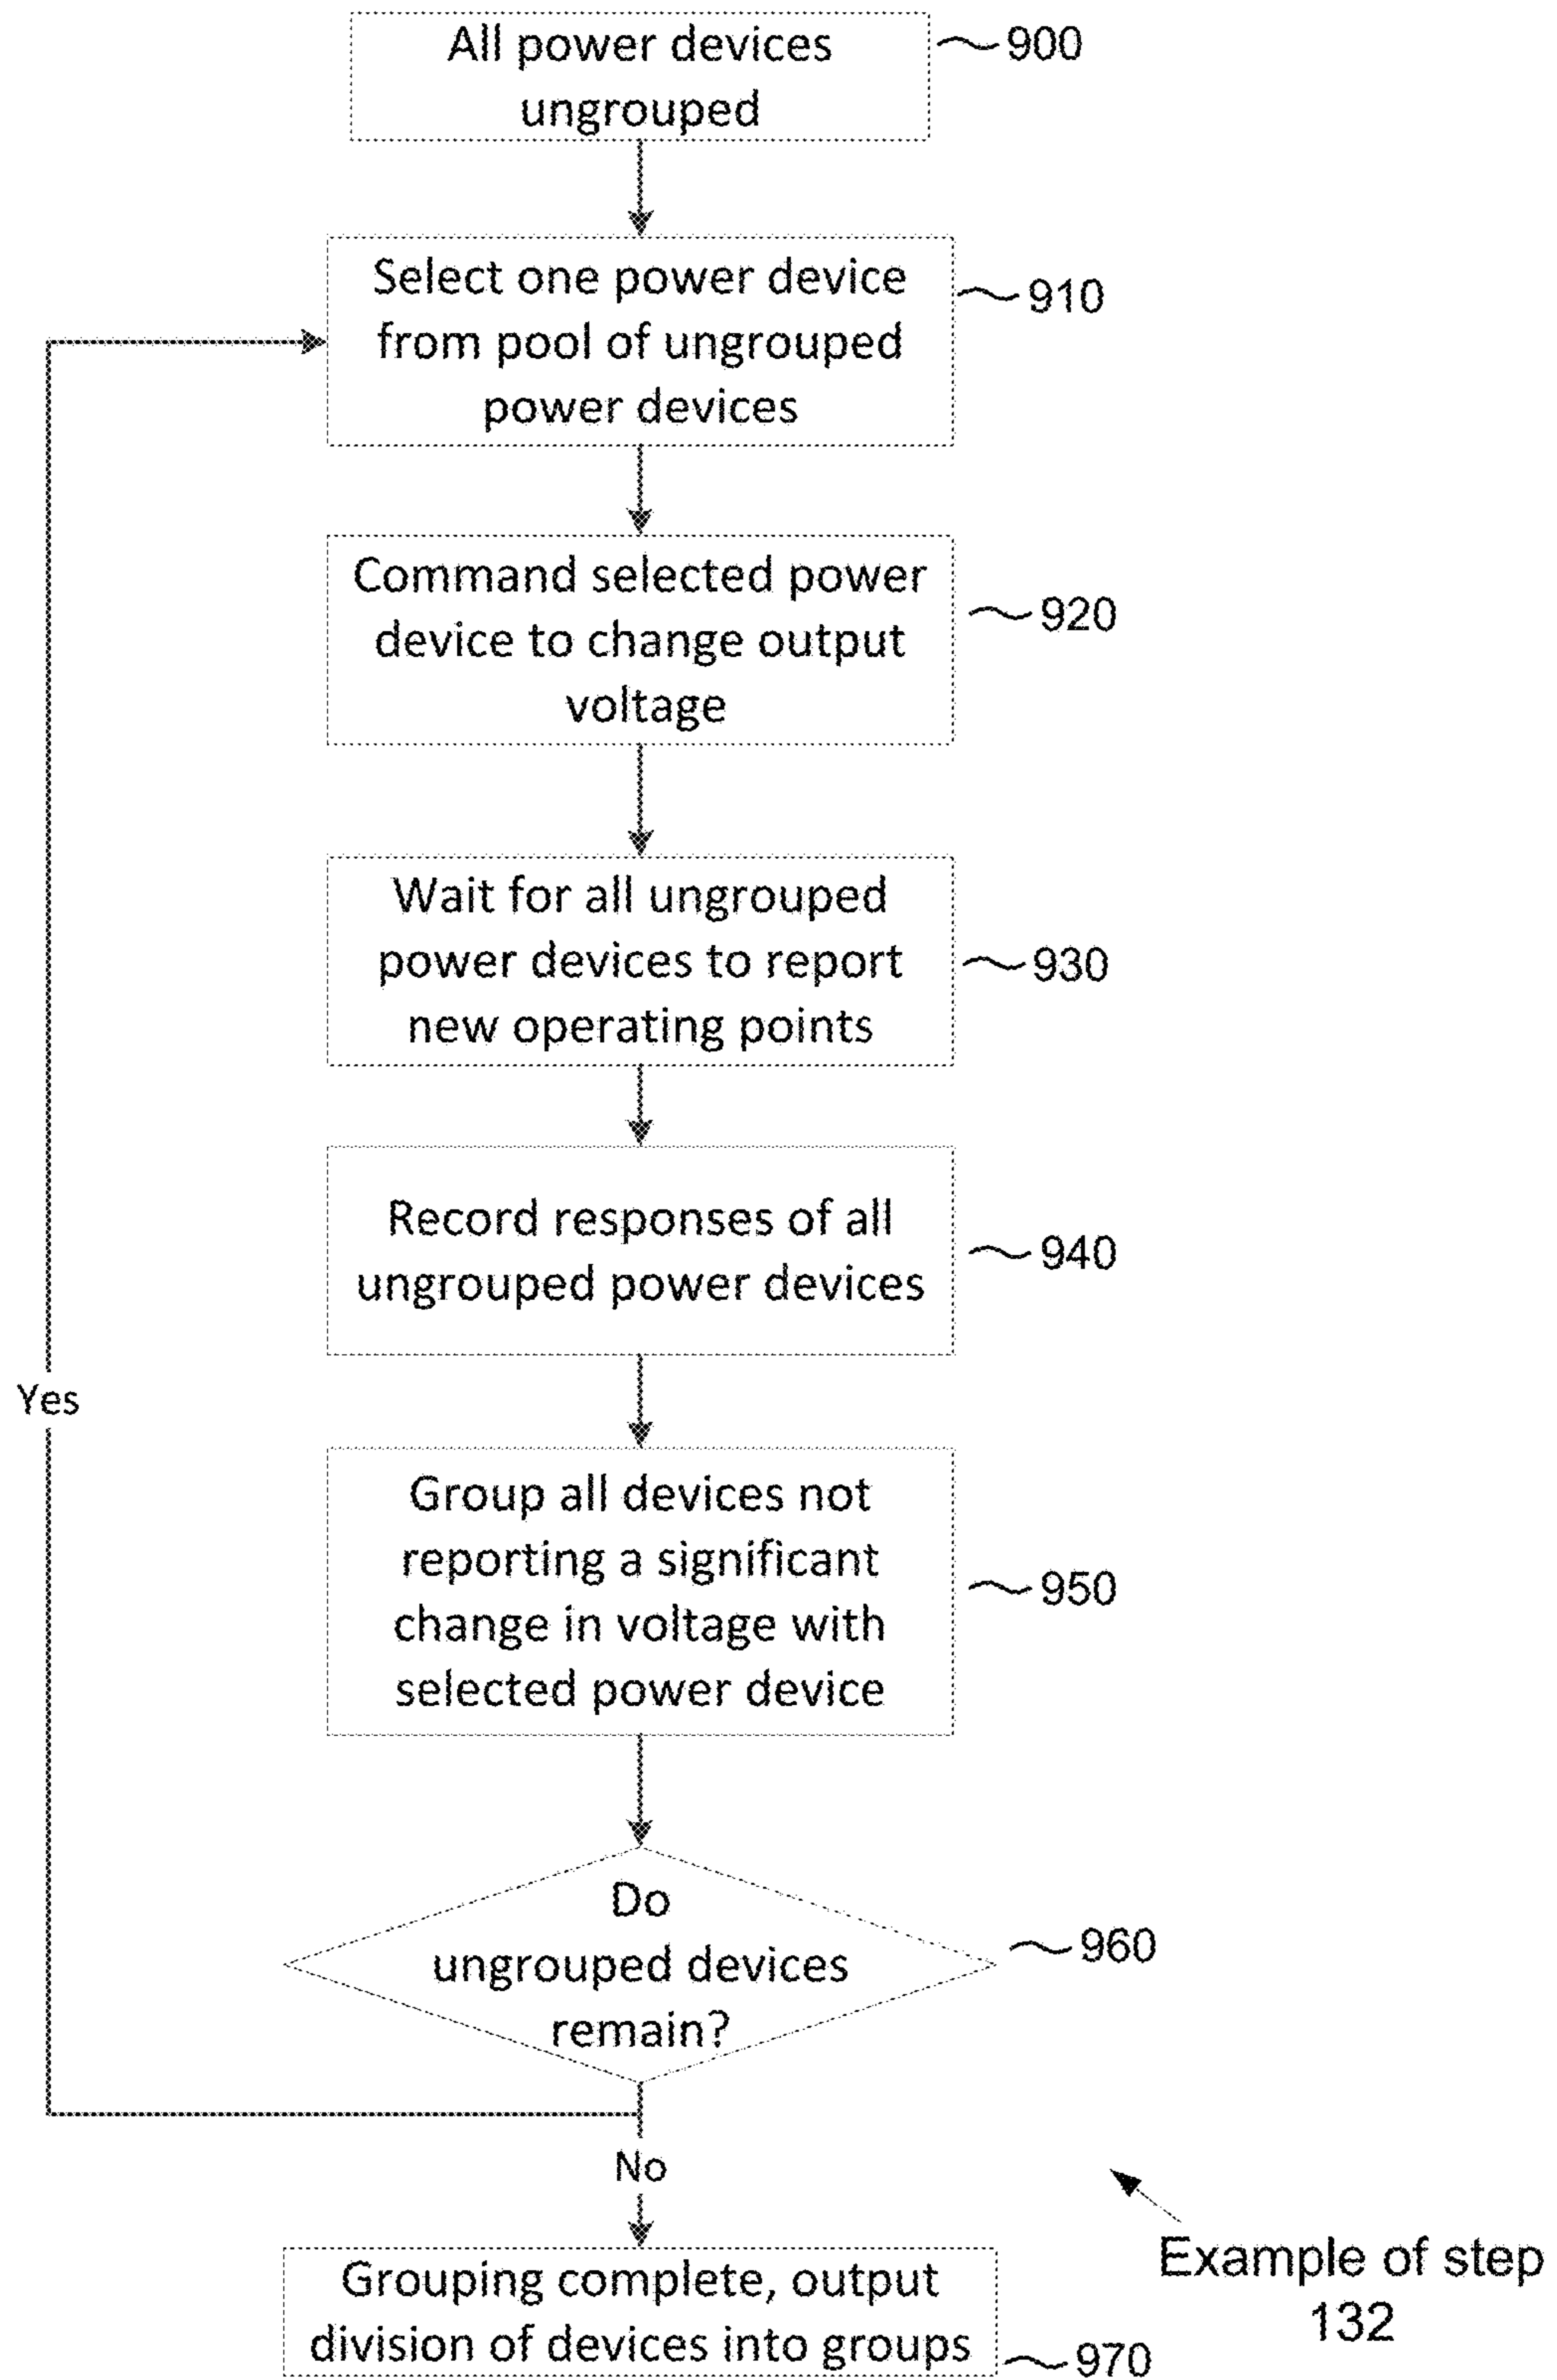 All power devices
ungrouped
900
Select one power device
from pool of ungrouped
power devices
910
Command selected power
device to change output
voltage
920
Wait for all ungrouped
power devices to report
new operating points
930
Record responses of all
ungrouped power devices
940
Yes
Group all devices not
reporting a significant
change in voltage with
selected power device
950
Do
ungrouped devices
remain?
960
No
Grouping complete, output
division of devices into groups
970
Example of step
132